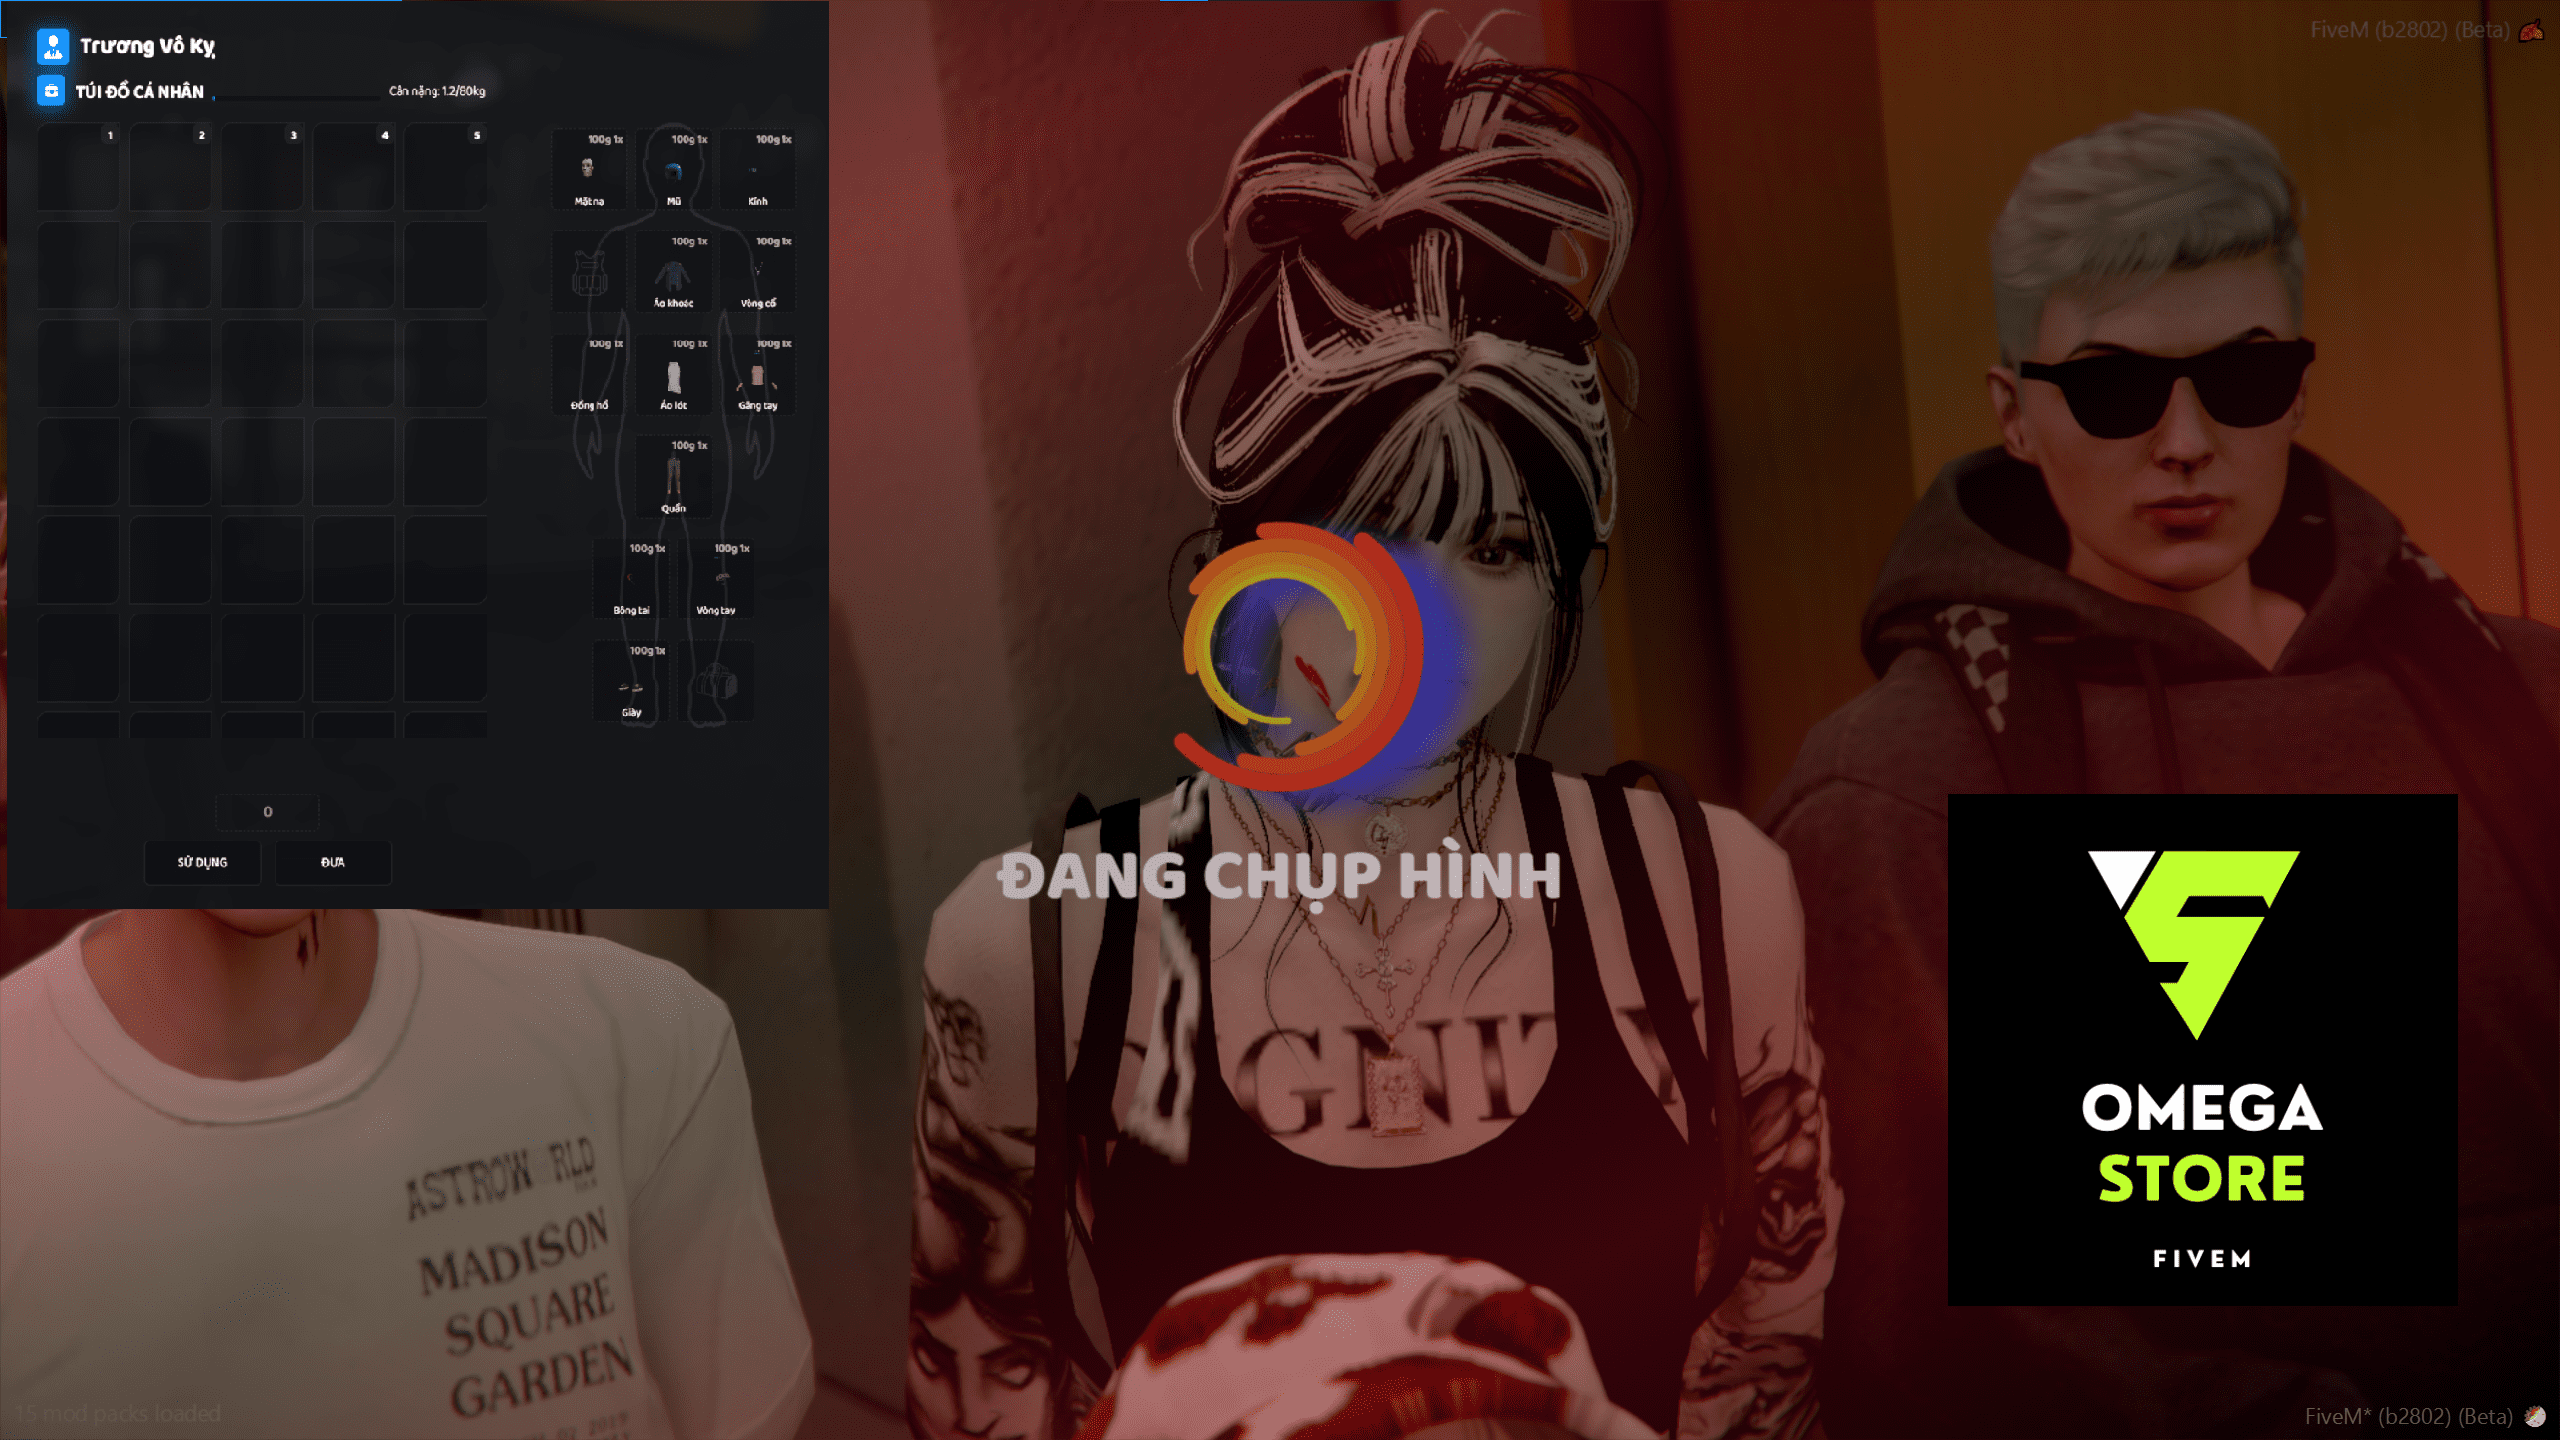 Trương Vô Kỵ
TÚI ĐỒ CÁ NHÂN
Cân nặng: 1.2/60kg
1
2
3
4
5
100g 1x
100g 1x
100g 1x
Mặt nạ
Mũ
Kính
100g 1x
100g 1x
Áo khoác
Vòng cổ
100g 1x
100g 1x
100g 1x
Đồng hồ
Áo lót
Găng tay
100g 1x
Quần
100g 1x
100g 1x
Bông tai
Vòng tay
100g 1x
Giày
0
SỬ DỤNG
ĐƯA
FiveM (b2802) (Beta)
ĐANG CHỤP HÌNH
GNITY
ASTROWORLD
MADISON
SQUARE
GARDEN
OMEGA
STORE
FIVEM
15 mod packs loaded
FiveM* (b2802) (Beta)